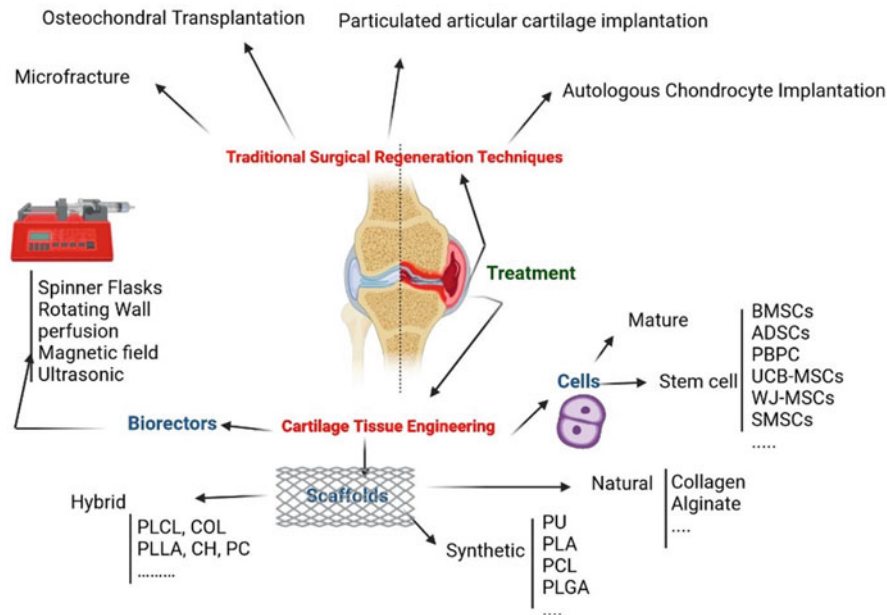 Osteochondral Transplantation
Particulated articular cartilage implantation
Microfracture
Autologous Chondrocyte Implantation
Traditional Surgical Regeneration Techniques
Treatment
Spinner Flasks
Rotating Wall
perfusion
Magnetic field
Ultrasonic
Mature
BMSCs
ADSCs
PBPC
UCB-MSCs
WJ-MSCs
SMSCs
.....
Cells
Stem cell
Biorectors
Cartilage Tissue Engineering
Scaffolds
Hybrid
PLCL, COL
PLLA, CH, PC
.........
Natural
Collagen
Alginate
....
Synthetic
PU
PLA
PCL
PLGA
....